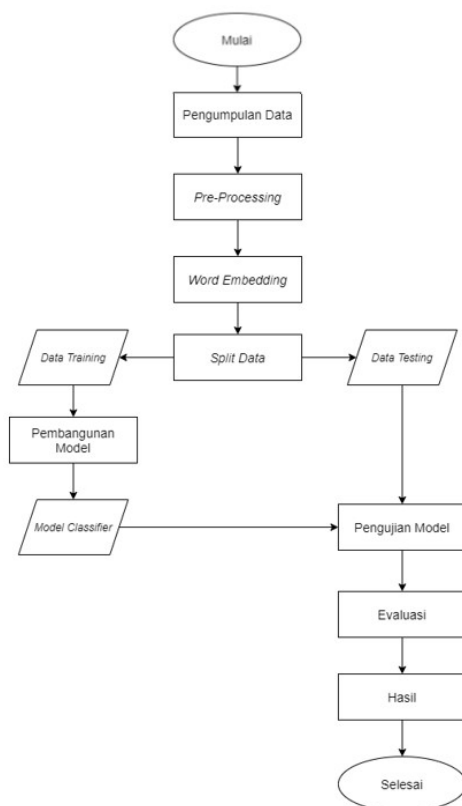 Mulai
Pengumpulan Data
Pre-Processing
Word Embedding
Data Training
Split Data
Data Testing
Pembangunan
Model
Model Classifier
Pengujian Model
Evaluasi
Hasil
Selesai